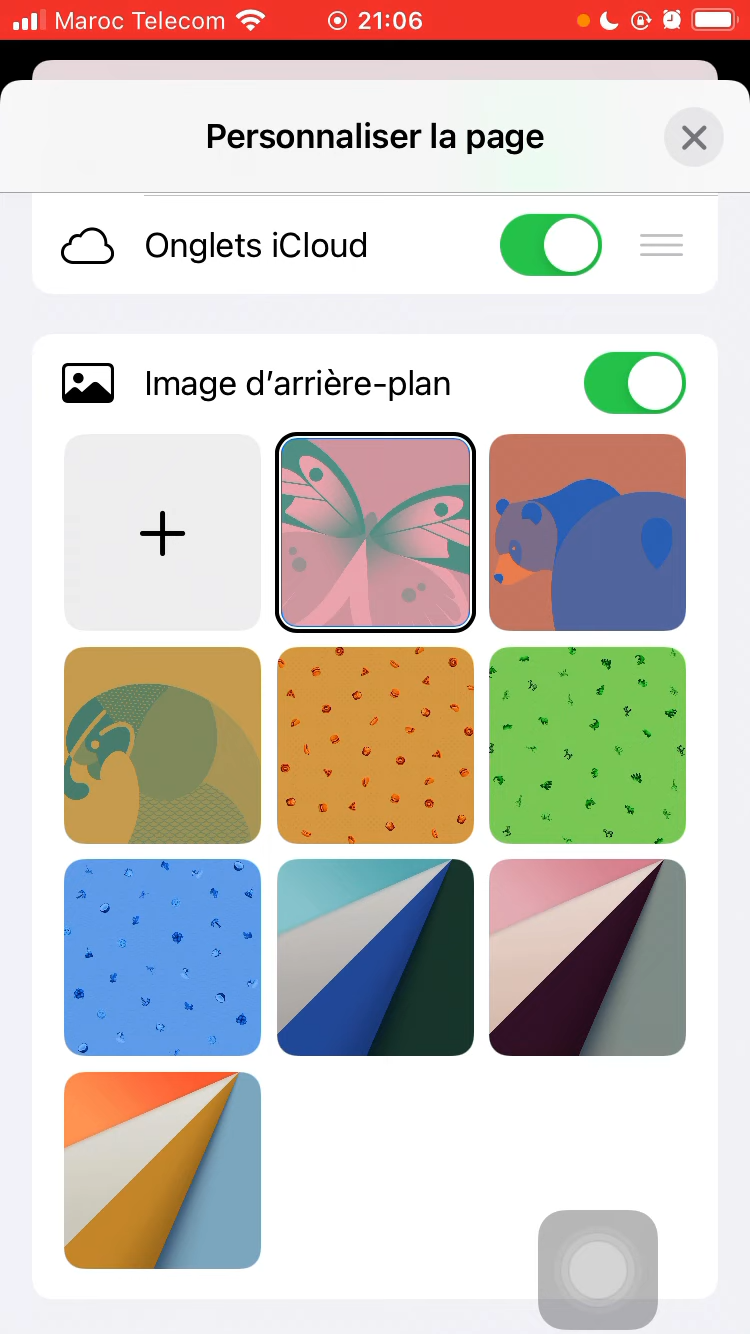 Maroc Telecom 21:06
Personnaliser la page
Onglets iCloud
Image d’arrière-plan